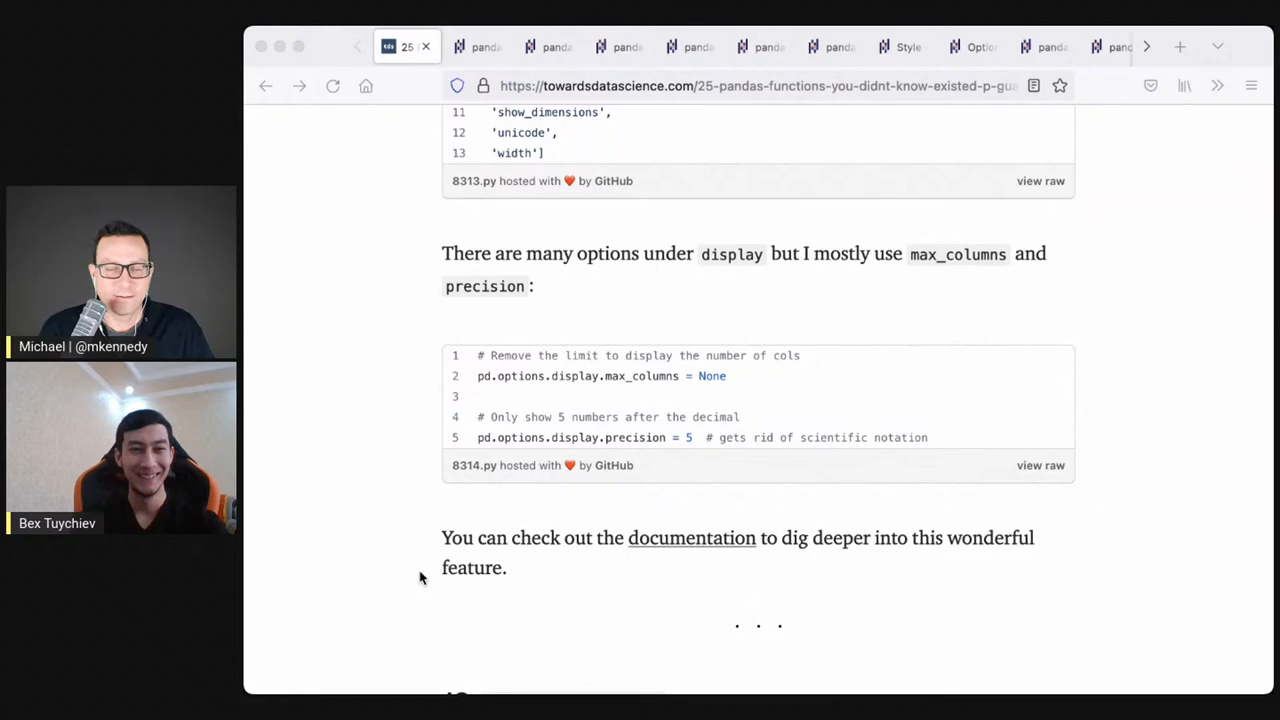 25
panda
panda
panda
panda
panda
panda
Style
Optio
panda
pand
https://towardsdatascience.com/25-pandas-functions-you-didnt-know-existed-p-gua
11 'show_dimensions',
12 'unicode',
13 'width']
8313.py hosted with ❤ by GitHub view raw
There are many options under display but I mostly use max_columns and
precision:
1 # Remove the limit to display the number of cols
2 pd.options.display.max_columns = None
3
4 # Only show 5 numbers after the decimal
5 pd.options.display.precision = 5 # gets rid of scientific notation
8314.py hosted with ❤ by GitHub view raw
You can check out the documentation to dig deeper into this wonderful
feature.
. . .
Michael | @mkennedy
Bex Tuychiev